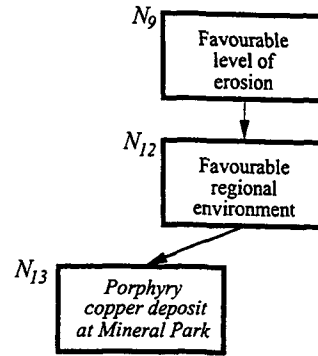 N9
Favourable
level of
erosion
N12
Favourable
regional
environment
N13
Porphyry
copper deposit
at Mineral Park